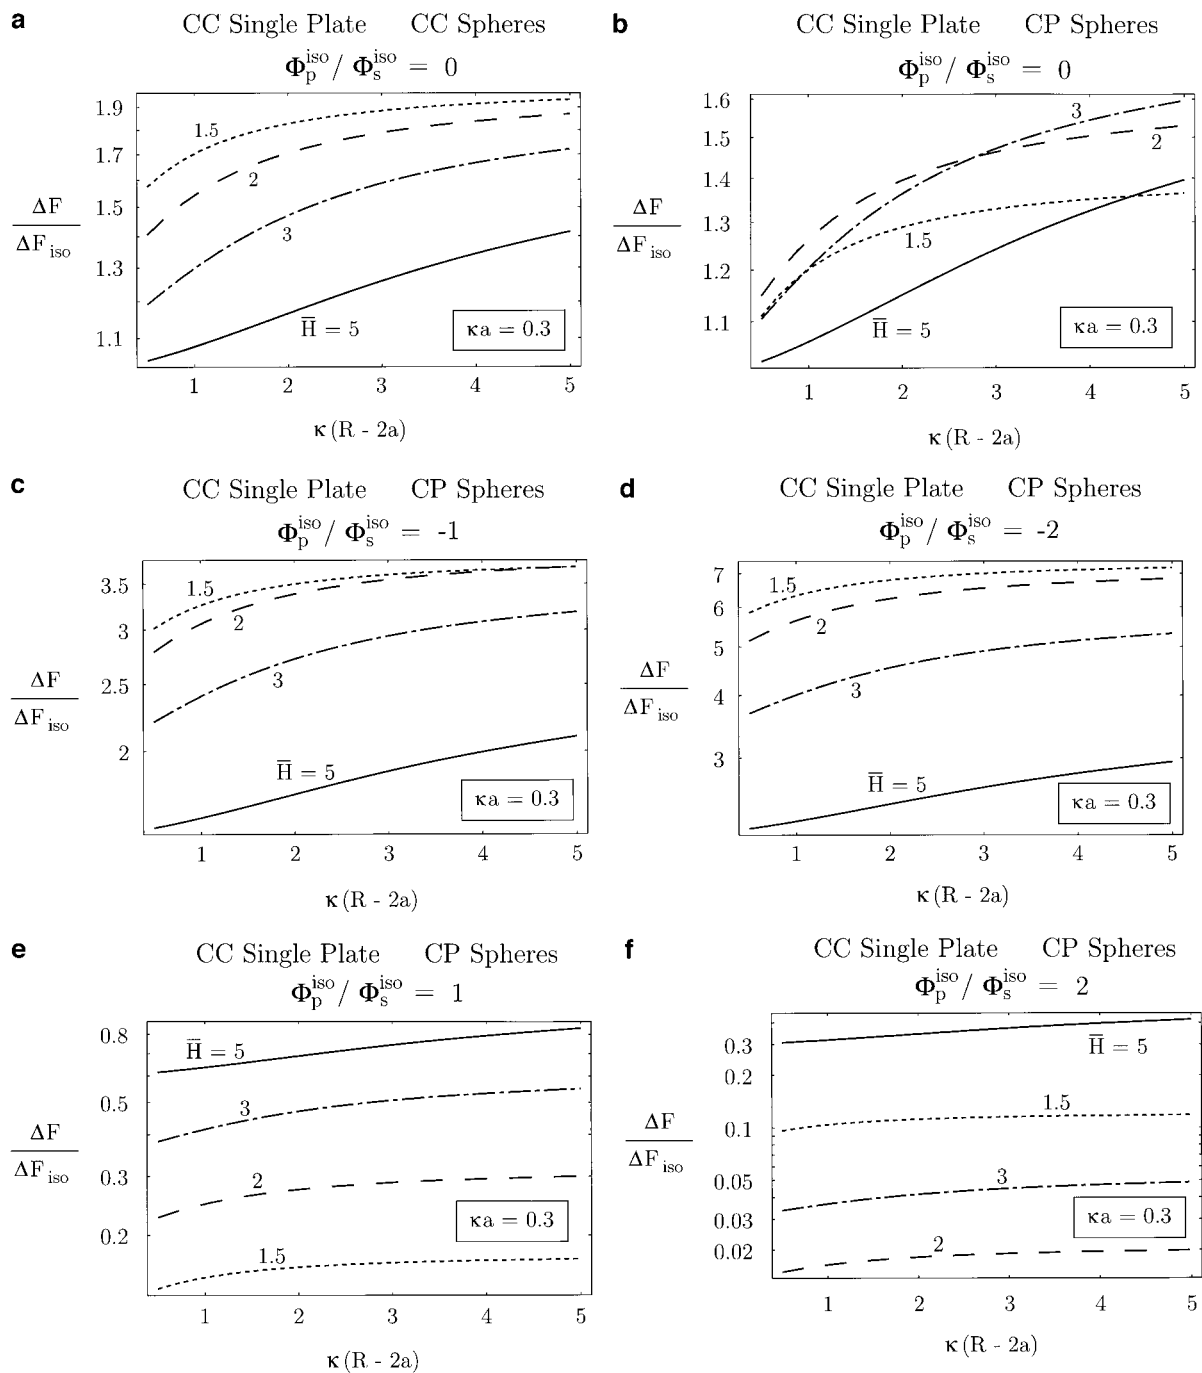 a CC Single Plate CC Spheres
Φ_p^iso / Φ_s^iso = 0
1.9
1.7
1.5
1.3
1.1
ΔF
ΔF_iso
1.5
2
3
H̅ = 5
κa = 0.3
1 2 3 4 5
κ (R - 2a)
b CC Single Plate CP Spheres
Φ_p^iso / Φ_s^iso = 0
1.6
1.5
1.4
1.3
1.2
1.1
ΔF
ΔF_iso
3
2
1.5
H̅ = 5
κa = 0.3
1 2 3 4 5
κ (R - 2a)
c CC Single Plate CP Spheres
Φ_p^iso / Φ_s^iso = -1
3.5
3
2.5
2
ΔF
ΔF_iso
1.5
2
3
H̅ = 5
κa = 0.3
1 2 3 4 5
κ (R - 2a)
d CC Single Plate CP Spheres
Φ_p^iso / Φ_s^iso = -2
7
6
5
4
3
ΔF
ΔF_iso
1.5
2
3
H̅ = 5
κa = 0.3
1 2 3 4 5
κ (R - 2a)
e CC Single Plate CP Spheres
Φ_p^iso / Φ_s^iso = 1
0.8
0.5
0.3
0.2
ΔF
ΔF_iso
H̅ = 5
3
2
1.5
κa = 0.3
1 2 3 4 5
κ (R - 2a)
f CC Single Plate CP Spheres
Φ_p^iso / Φ_s^iso = 2
0.3
0.2
0.1
0.05
0.03
0.02
ΔF
ΔF_iso
H̅ = 5
1.5
3
2
κa = 0.3
1 2 3 4 5
κ (R - 2a)